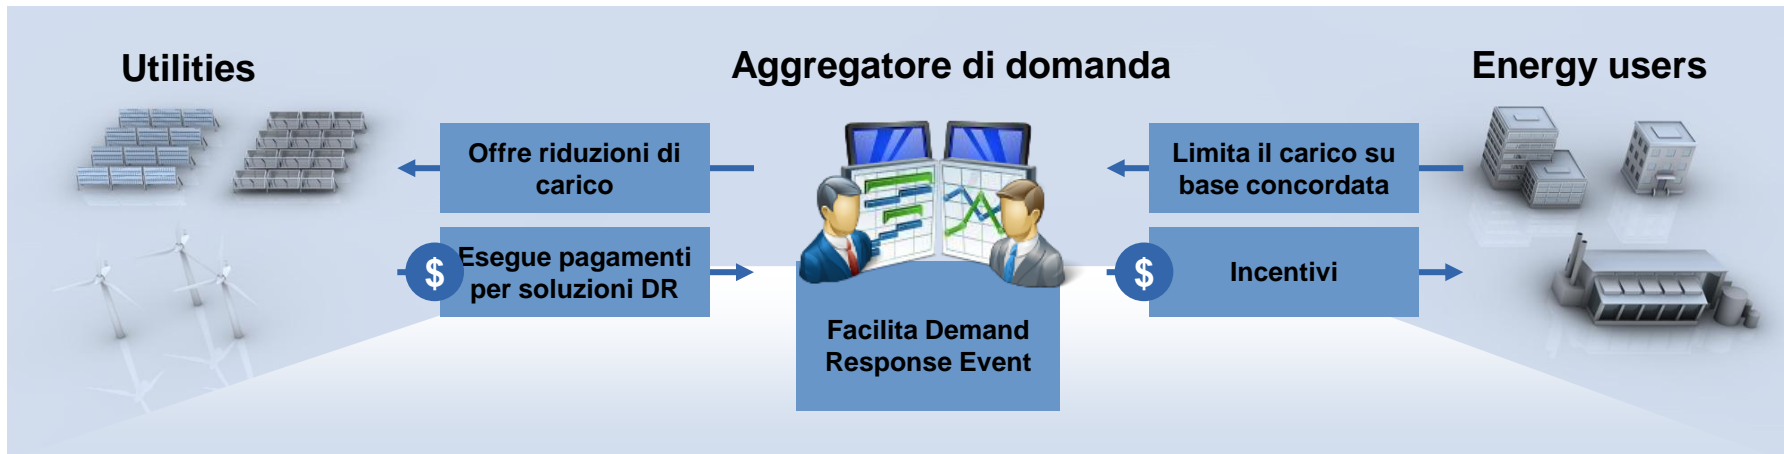 Utilities
Aggregatore di domanda
Energy users
Offre riduzioni di
carico
Limita il carico su
base concordata
$
Esegue pagamenti
per soluzioni DR
$
Incentivi
Facilita Demand
Response Event